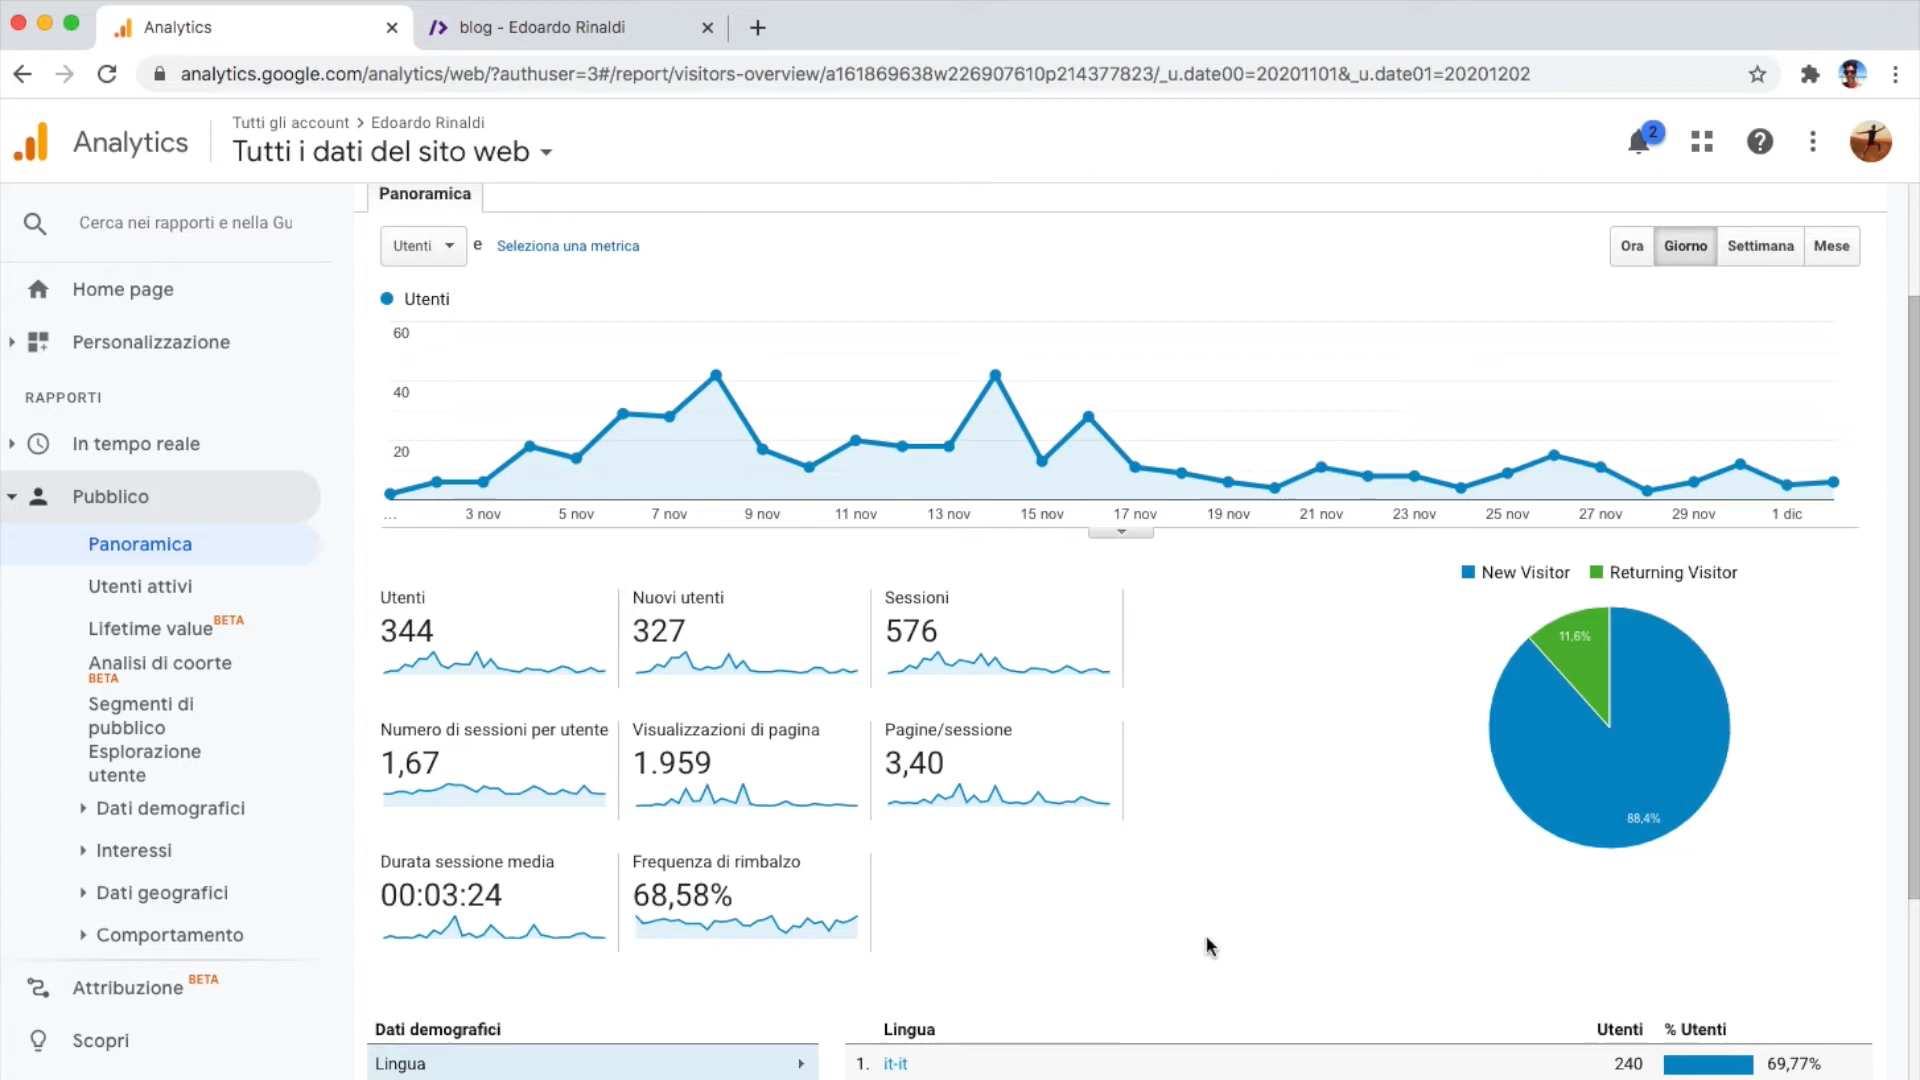 Analytics
blog - Edoardo Rinaldi
analytics.google.com/analytics/web/?authuser=3#/report/visitors-overview/a161869638w226907610p214377823/_u.date00=20201101&_u.date01=20201202
Analytics
Tutti gli account > Edoardo Rinaldi
Tutti i dati del sito web
2
Cerca nei rapporti e nella Gu
Home page
Personalizzazione
RAPPORTI
In tempo reale
Pubblico
Panoramica
Utenti attivi
Lifetime value BETA
Analisi di coorte
BETA
Segmenti di
pubblico
Esplorazione
utente
Dati demografici
Interessi
Dati geografici
Comportamento
Attribuzione BETA
Scopri
Panoramica
Utenti e Seleziona una metrica
Ora Giorno Settimana Mese
Utenti
60
40
20
... 3 nov 5 nov 7 nov 9 nov 11 nov 13 nov 15 nov 17 nov 19 nov 21 nov 23 nov 25 nov 27 nov 29 nov 1 dic
New Visitor Returning Visitor
11,6%
88,4%
Utenti
344
Nuovi utenti
327
Sessioni
576
Numero di sessioni per utente
1,67
Visualizzazioni di pagina
1.959
Pagine/sessione
3,40
Durata sessione media
00:03:24
Frequenza di rimbalzo
68,58%
Dati demografici
Lingua
Lingua Utenti % Utenti
1. it-it 240 69,77%